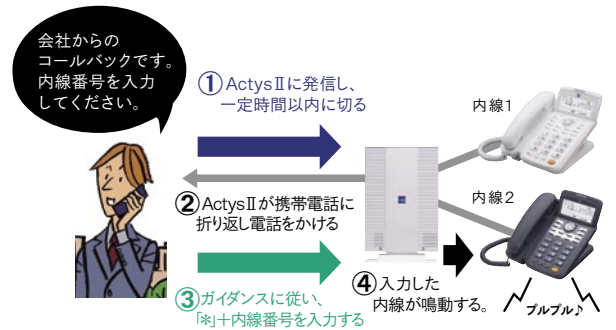 会社からの
コールバックです。
内線番号を入力
してください。
①ActysⅡに発信し、
一定時間以内に切る
内線1
②ActysⅡが携帯電話に
折り返し電話をかける
内線2
③ガイダンスに従い、
「*」+内線番号を入力する
④入力した
内線が鳴動する。
プルプル♪